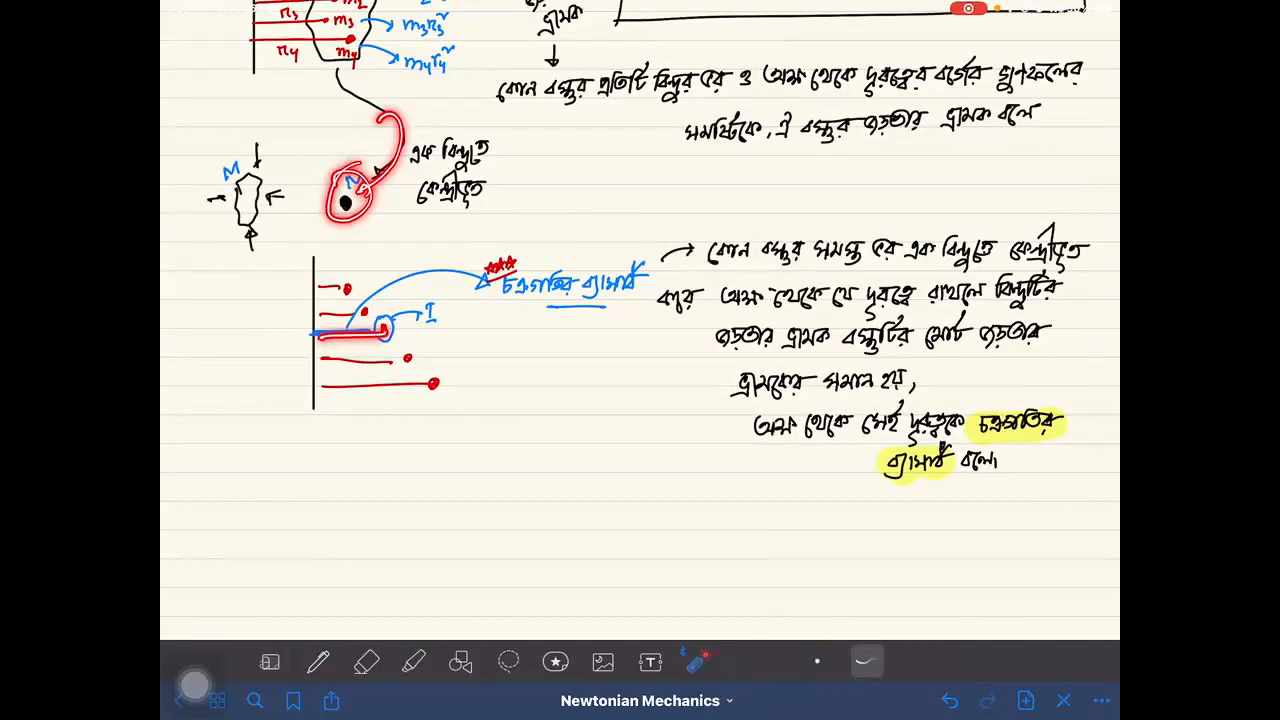 r₃ m₃ m₃r₃²
r₄ m₄ m₄r₄²
ভ্রামক
কোন বস্তুর প্রতিটি বিন্দুর ভর ও অক্ষ থেকে দূরত্বের বর্গের গুণফলের
সমষ্টিকে, ঐ বস্তুর জড়তার ভ্রামক বলে
এক বিন্দুতে
কেন্দ্রীভূত
M
কোন বস্তুর সমস্ত ভর এক বিন্দুতে কেন্দ্রীভূত
করে অক্ষ থেকে যে দূরত্বে রাখলে বিন্দুটির
জড়তার ভ্রামক বস্তুটির মোট জড়তার
ভ্রামকের সমান হয়,
অক্ষ থেকে সেই দূরত্বকে চক্রগতির
ব্যাসার্ধ বলে।
চক্রগতির ব্যাসার্ধ
I
Newtonian Mechanics